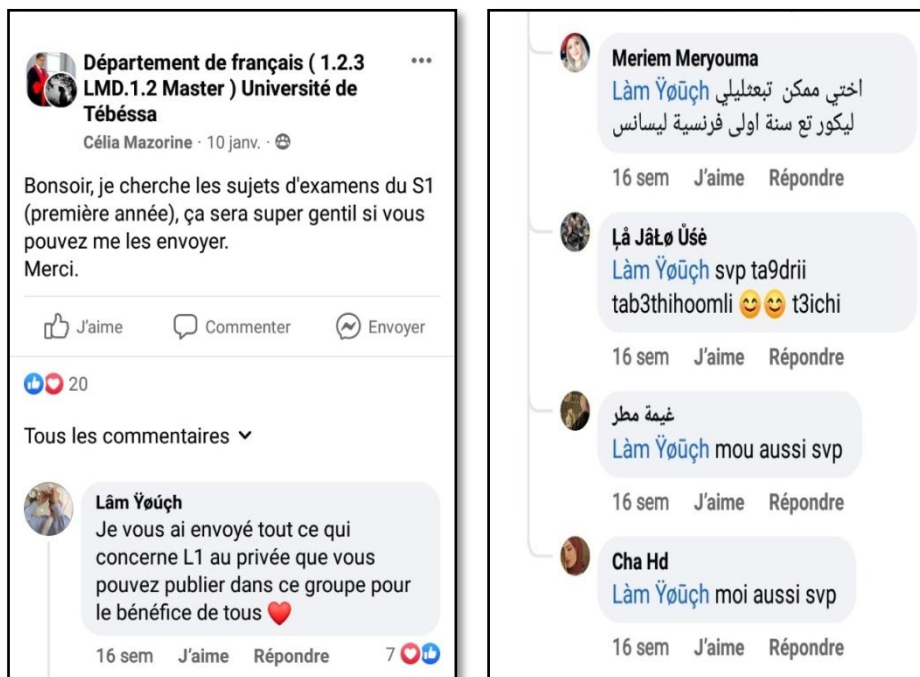 Département de français ( 1.2.3
LMD.1.2 Master ) Université de
Tébéssa
Célia Mazorine · 10 janv. ·
Bonsoir, je cherche les sujets d'examens du S1
(première année), ça sera super gentil si vous
pouvez me les envoyer.
Merci.
J'aime Commenter Envoyer
20
Tous les commentaires
Lâm Ÿøúçh
Je vous ai envoyé tout ce qui
concerne L1 au privée que vous
pouvez publier dans ce groupe pour
le bénéfice de tous ❤️
16 sem J'aime Répondre 7
Meriem Meryouma
Làm Ÿøūçh اختي ممكن تبعثليلي
ليكور تع سنة اولى فرنسية ليسانس
16 sem J'aime Répondre
Ļå JâŁø Ůśė
Làm Ÿøūçh svp ta9drii
tab3thihoomli 😊😊 t3ichi
16 sem J'aime Répondre
غيمة مطر
Làm Ÿøūçh mou aussi svp
16 sem J'aime Répondre
Cha Hd
Làm Ÿøūçh moi aussi svp
16 sem J'aime Répondre